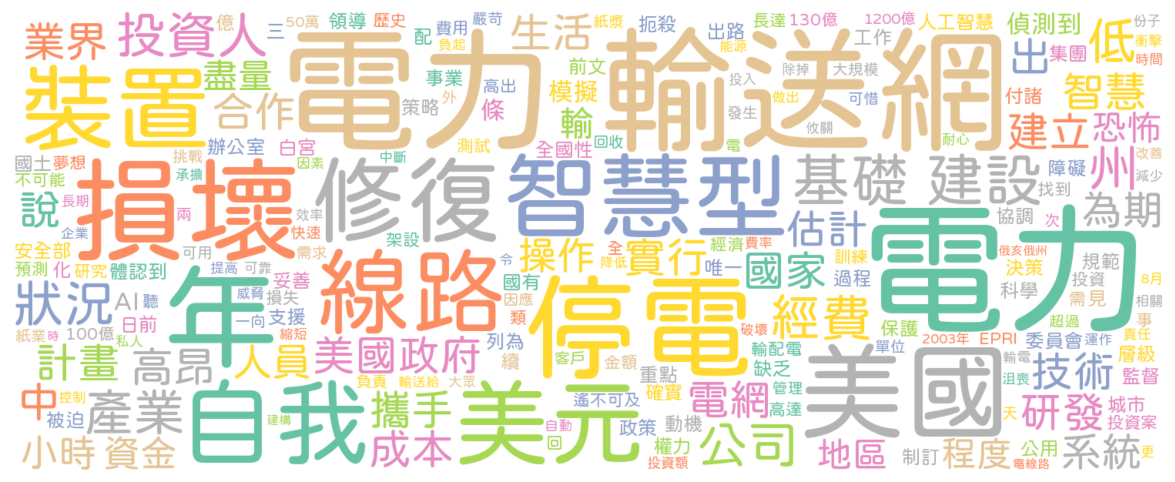 業界
投資人
億
三
50萬
領導
歷史
配
費用
嚴苛
紙漿
負起
生活
扼殺
長達
130億
出路
能源
1200億
工作
人工智慧
偵測到
出
集團
低
份子
衝擊
時間
裝置
盡量
合作
電力
輸送網
事業
高出
策略
外
條
前文
模擬
輸
投入
除掉
大規模
發生
送出
做出
可惜
攸關
付諸
智慧
建立
恐怖
國土
夢想
不可能
挑戰
承擔
辦公室
白宮
因素
中斷
測試
全國性
回收
電
耐心
障礙
州
改善
減少
損壞
修復
智慧型
基礎
建設
找到
說
長期
企業
兩
效率
快速
架設
需求
估計
協調
次
為期
電力
安全部
預測
化
研究
體認到
可用
提高
可靠
令
操作
全
降低
實行
經濟
費率
唯一
國家
訓練
過程
俄亥俄州
決策
科學
規範
投資
需見
8月
相關
事
狀況
AI
聽
年
威脅
損失
妥善
一向
支援
線路
國有
因應
類
停電
破壞
經費
保護
超過
紙業
時
100億
日前
私人
縮短
美國政府
列為
續
客戶
金額
輸配電
缺乏
重點
單位
2003年
EPRI
委員會
運作
責任
層級
監督
計畫
高昂
人員
負責
輸送給
大眾
遙不可及
確實
電網
管理
高達
美國
輸電
沮喪
技術
中
控制
被迫
產業
建構
自我
攜手
美元
自動
回
政策
動機
權力
公司
天
研發
城市
投資案
小時
資金
成本
投資額
地區
制訂
程度
公用
電線路
系統
更